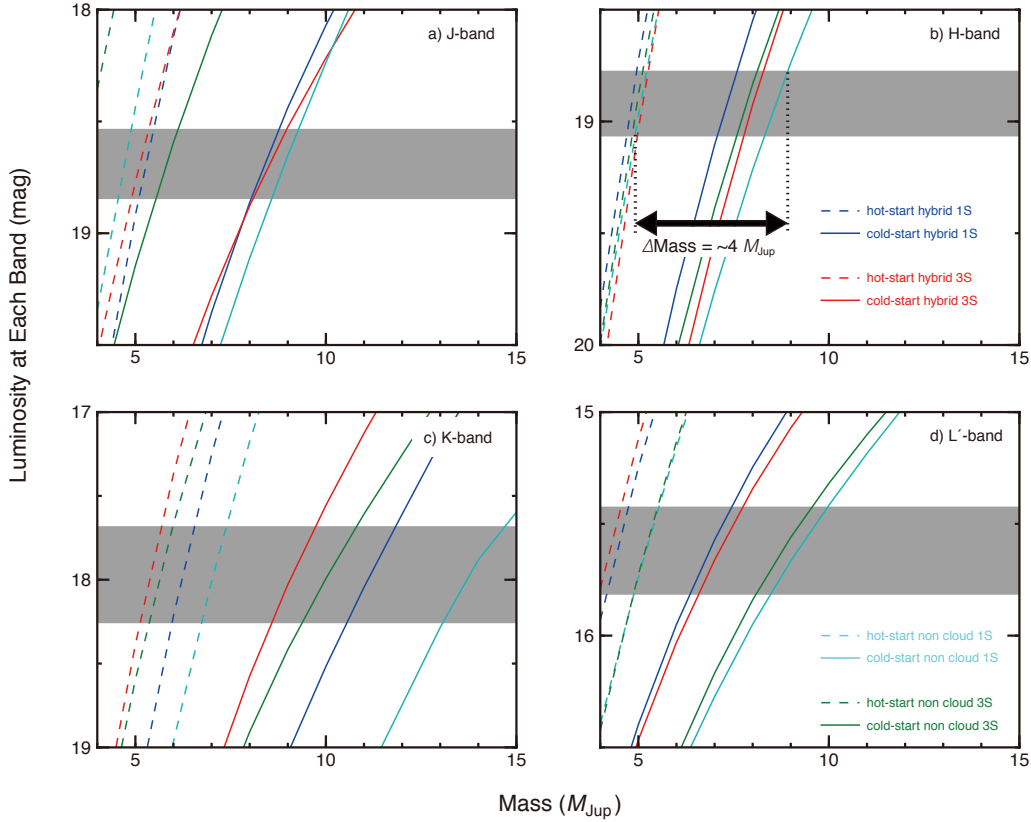 Luminosity at Each Band (mag)
18
19
5
10
15
a) J-band
19
20
5
10
15
b) H-band
ΔMass = ~4 MJup
hot-start hybrid 1S
cold-start hybrid 1S
hot-start hybrid 3S
cold-start hybrid 3S
17
18
19
5
10
15
c) K-band
15
16
5
10
15
d) L´-band
hot-start non cloud 1S
cold-start non cloud 1S
hot-start non cloud 3S
cold-start non cloud 3S
Mass (MJup)